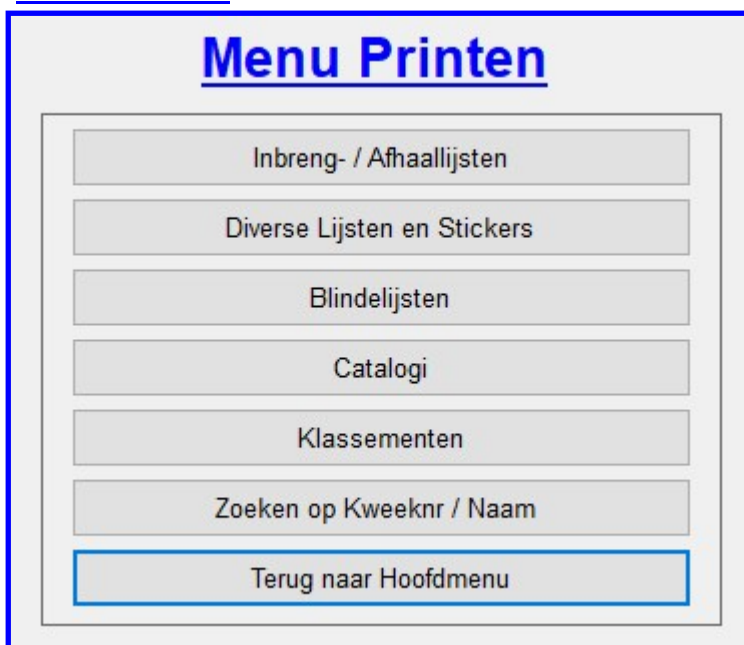 Menu Printen
Inbreng- / Afhaallijsten
Diverse Lijsten en Stickers
Blindelijsten
Catalogi
Klassementen
Zoeken op Kweeknr / Naam
Terug naar Hoofdmenu